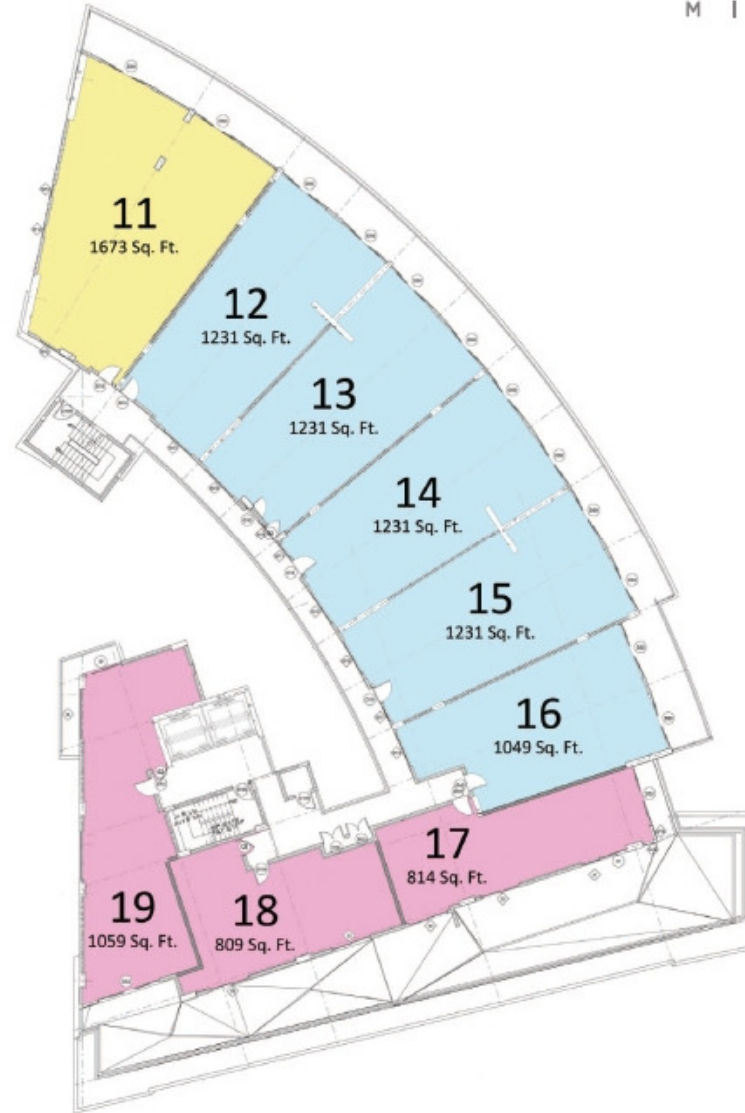 M I
11
1673 Sq. Ft.
12
1231 Sq. Ft.
13
1231 Sq. Ft.
14
1231 Sq. Ft.
15
1231 Sq. Ft.
16
1049 Sq. Ft.
17
814 Sq. Ft.
18
809 Sq. Ft.
19
1059 Sq. Ft.